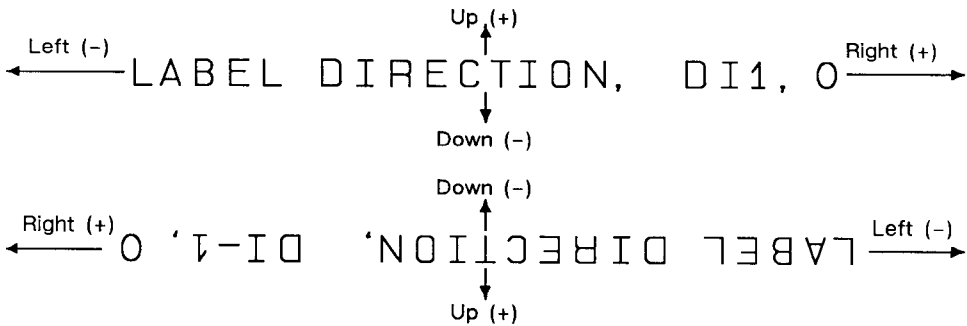 Up (+)
Left (-) LABEL DIRECTION, DI1, 0 Right (+)
Down (-)
Down (-)
Right (+) LABEL DIRECTION, DI-1, 0 Left (-)
Up (+)